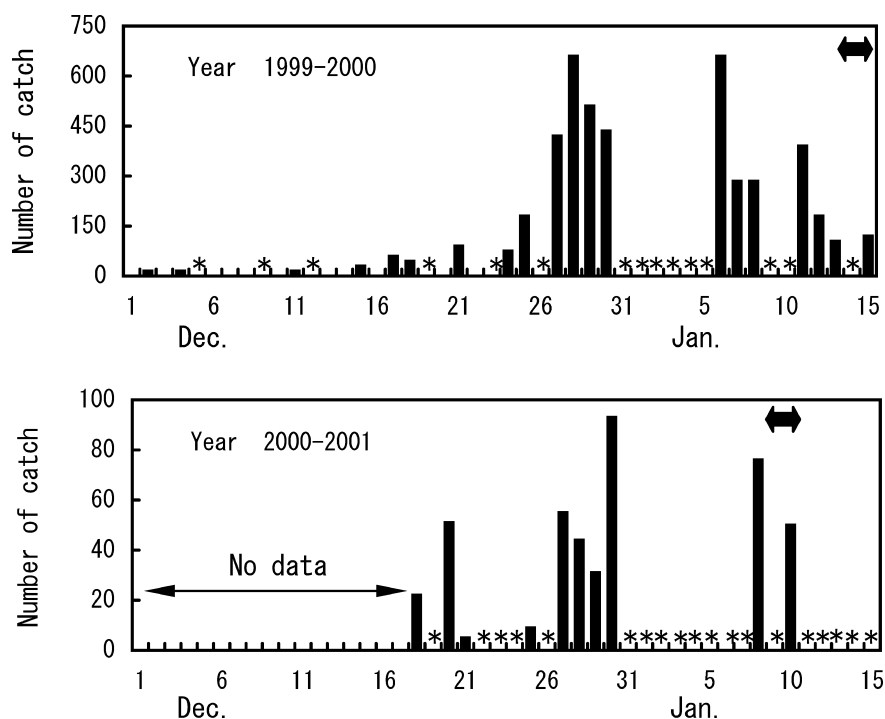 Number of catch
750
600
450
300
150
0
Year 1999-2000
* * * * * * * * * * * * * * *
1 6 11 16 21 26 31 5 10 15
Dec. Jan.
Number of catch
100
80
60
40
20
0
Year 2000-2001
No data
* * * * * * * * * * * * * * * * * * *
1 6 11 16 21 26 31 5 10 15
Dec. Jan.